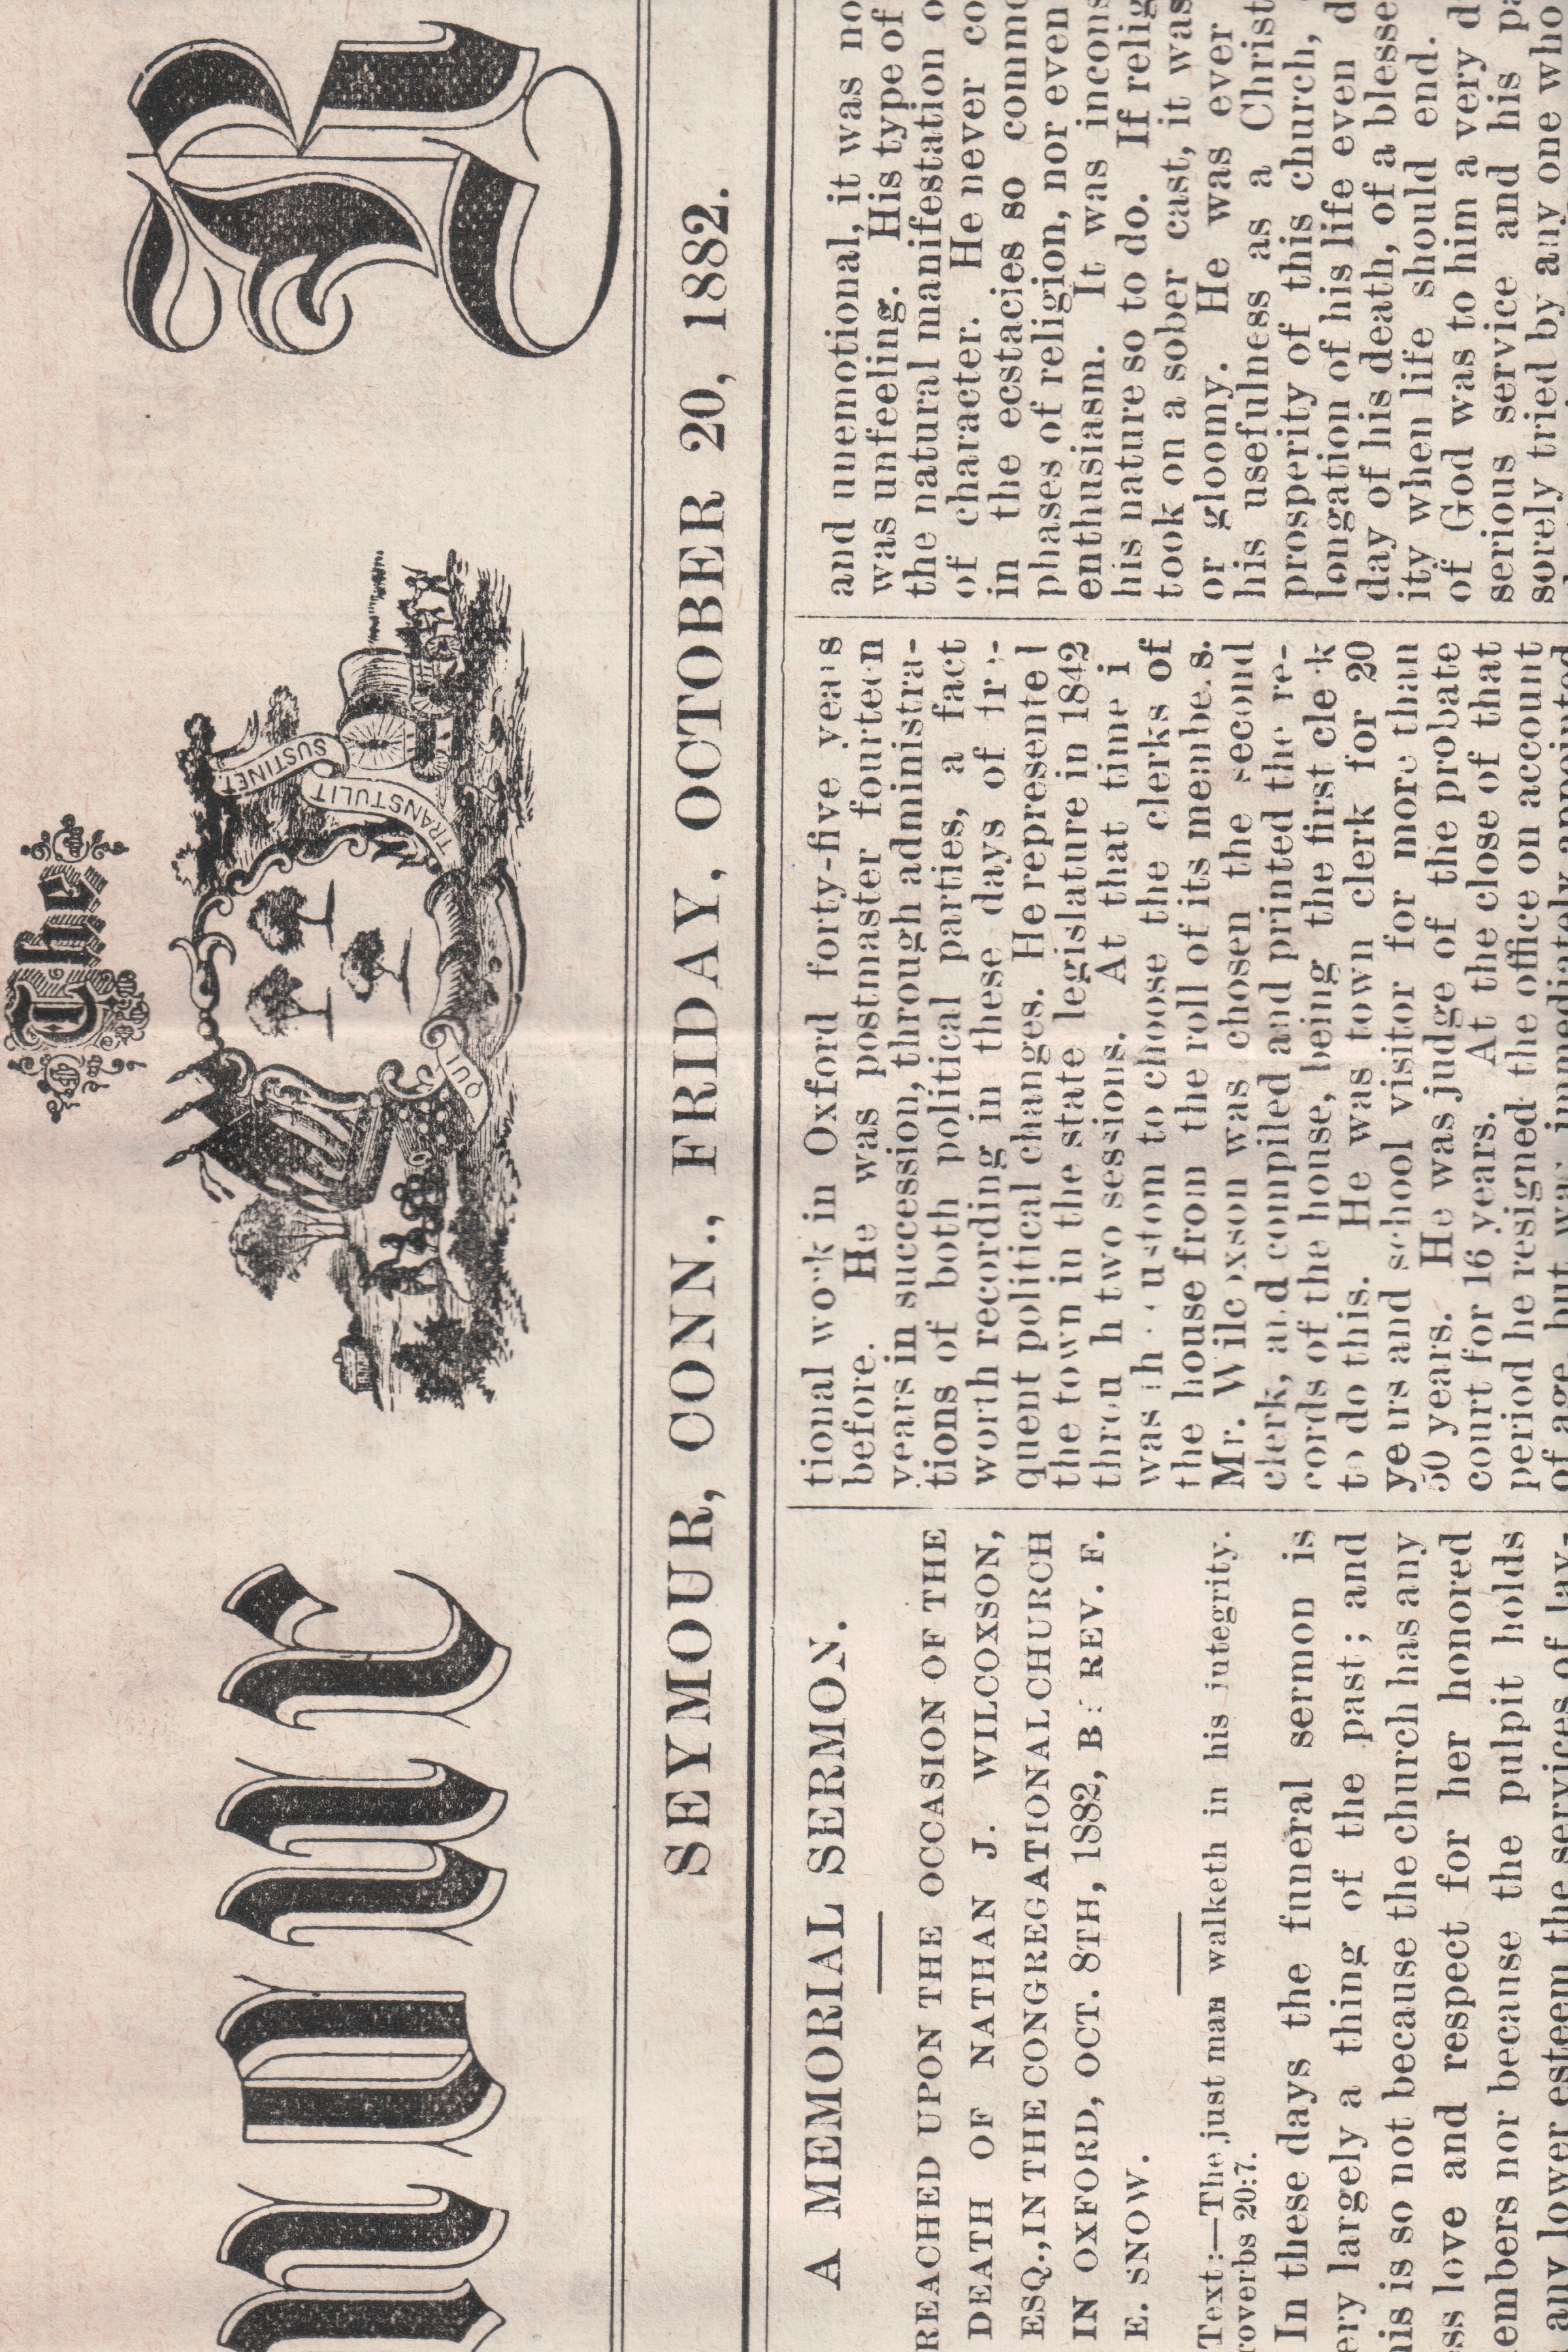 The
QUI
TRANSTULIT
SUSTINET
SEYMOUR, CONN., FRIDAY, OCTOBER 20, 1882.
A MEMORIAL SERMON.
REACHED UPON THE OCCASION OF THE
DEATH OF NATHAN J. WILCOXSON,
ESQ., IN THE CONGREGATIONAL CHURCH
IN OXFORD, OCT. 8TH, 1882, B: REV. F.
E. SNOW.
Text:—The just man walketh in his integrity.
roverbs 20:7.
In these days the funeral sermon is
ery largely a thing of the past; and
his is so not because the church has any
ss love and respect for her honored
embers nor because the pulpit holds
any lower esteem the services of lay-
tional work in Oxford forty-five years
before. He was postmaster fourteen
years in succession, through administra-
tions of both political parties, a fact
worth recording in these days of fre-
quent political changes. He represented
the town in the state legislature in 1842
through two sessions. At that time i
was the custom to choose the clerks of
the house from the roll of its members.
Mr. Wilcoxson was chosen the second
clerk, and compiled and printed the re-
cords of the house, being the first clerk
to do this. He was town clerk for 20
years and school visitor for more than
50 years. He was judge of the probate
court for 16 years. At the close of that
period he resigned the office on account
of age, but was immediately appointed
and unemotional, it was no
was unfeeling. His type of
the natural manifestation o
of character. He never co
in the ecstacies so commo
phases of religion, nor even
enthusiasm. It was incons
his nature so to do. If relig
took on a sober cast, it was
or gloomy. He was ever
his usefulness as a Christ
prosperity of this church,
longation of his life even d
day of his death, of a blesse
ity when life should end.
of God was to him a very d
serious service and his pa
sorely tried by any one who